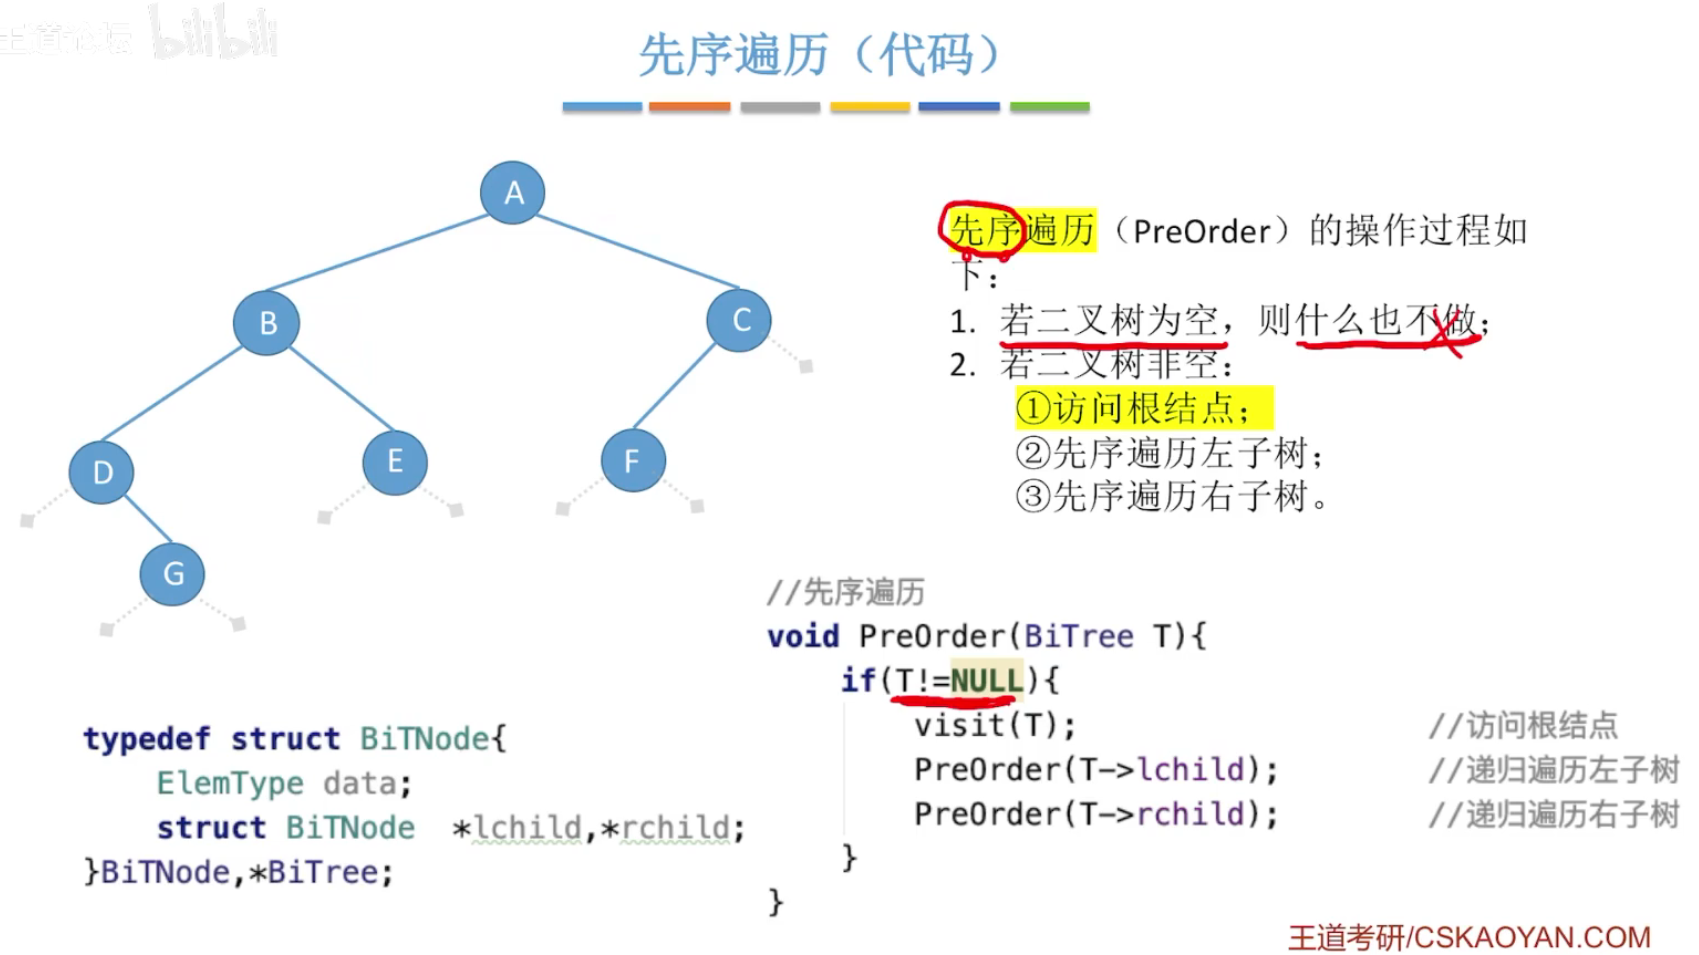 王道论坛 bilibili
先序遍历（代码）
A
B
C
D
E
F
G
先序遍历（PreOrder）的操作过程如
下：
1. 若二叉树为空，则什么也不做；
2. 若二叉树非空：
①访问根结点；
②先序遍历左子树；
③先序遍历右子树。
typedef struct BiTNode{
ElemType data;
struct BiTNode *lchild,*rchild;
}BiTNode,*BiTree;
//先序遍历
void PreOrder(BiTree T){
if(T!=NULL){
visit(T); //访问根结点
PreOrder(T->lchild); //递归遍历左子树
PreOrder(T->rchild); //递归遍历右子树
}
}
王道考研/CSKAOYAN.COM